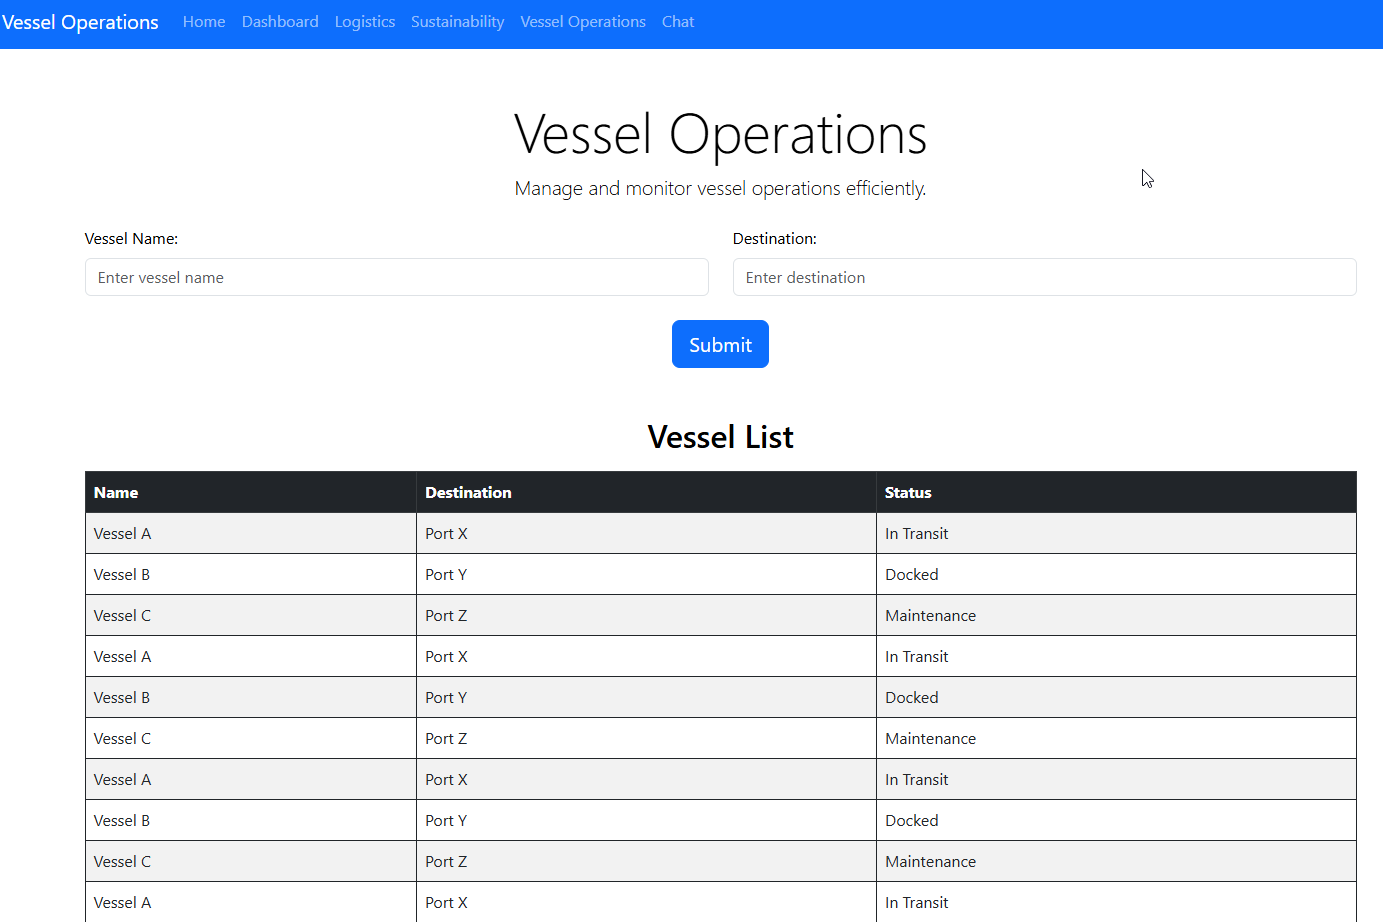 Vessel Operations Home Dashboard Logistics Sustainability Vessel Operations Chat
Vessel Operations
Manage and monitor vessel operations efficiently.
Vessel Name: Destination:
Enter vessel name Enter destination
Submit
Vessel List
Name Destination Status
Vessel A Port X In Transit
Vessel B Port Y Docked
Vessel C Port Z Maintenance
Vessel A Port X In Transit
Vessel B Port Y Docked
Vessel C Port Z Maintenance
Vessel A Port X In Transit
Vessel B Port Y Docked
Vessel C Port Z Maintenance
Vessel A Port X In Transit